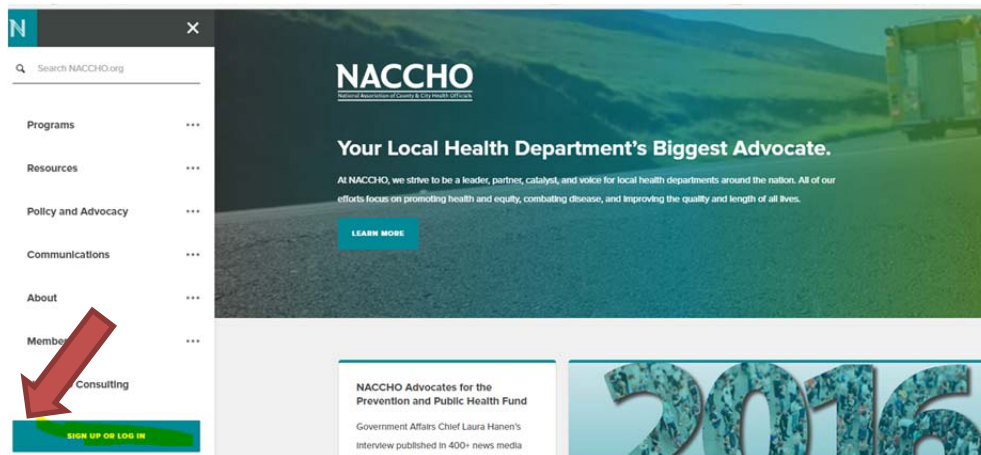 N
Search NACCHO.org
Programs
Resources
Policy and Advocacy
Communications
About
Member
Consulting
SIGN UP OR LOG IN
NACCHO
National Association of County & City Health Officials
Your Local Health Department's Biggest Advocate.
At NACCHO, we strive to be a leader, partner, catalyst, and voice for local health departments around the nation. All of our
efforts focus on promoting health and equity, combating disease, and improving the quality and length of all lives.
LEARN MORE
NACCHO Advocates for the
Prevention and Public Health Fund
Government Affairs Chief Laura Hanen's
interview published in 400+ news media
2016